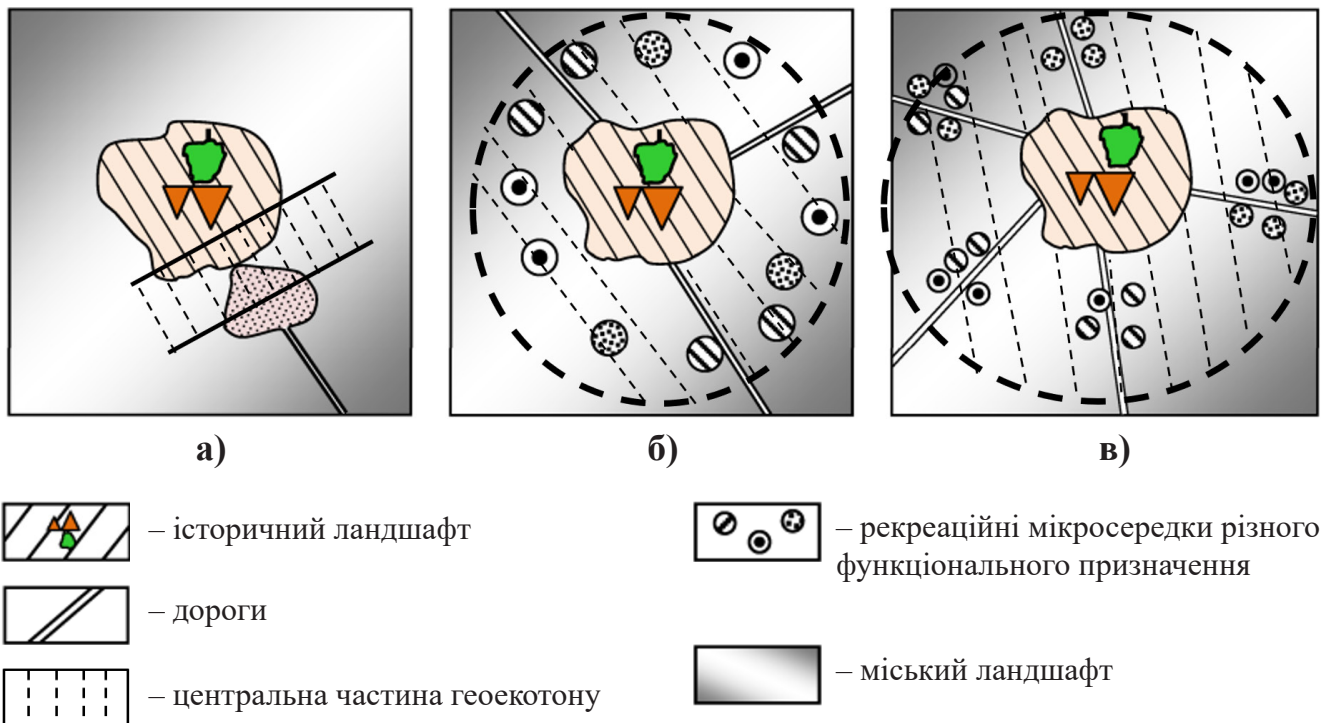 а)
б)
в)
– історичний ландшафт
– дороги
– центральна частина геоекотону
– рекреаційні мікросередки різного
функціонального призначення
– міський ландшафт